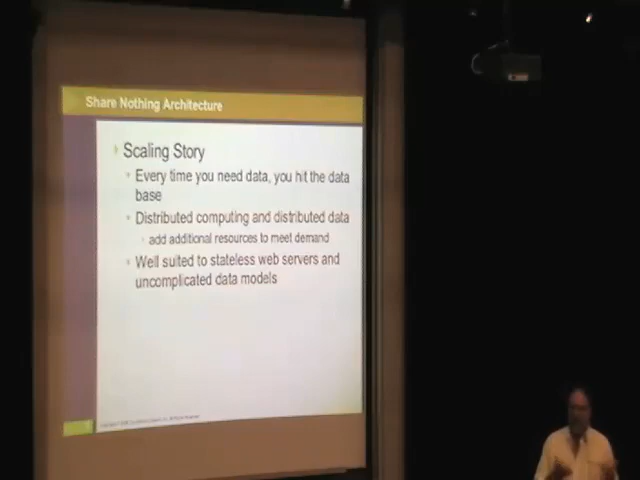 Share Nothing Architecture
Scaling Story
Every time you need data, you hit the data
base
Distributed computing and distributed data
add additional resources to meet demand
Well suited to stateless web servers and
uncomplicated data models